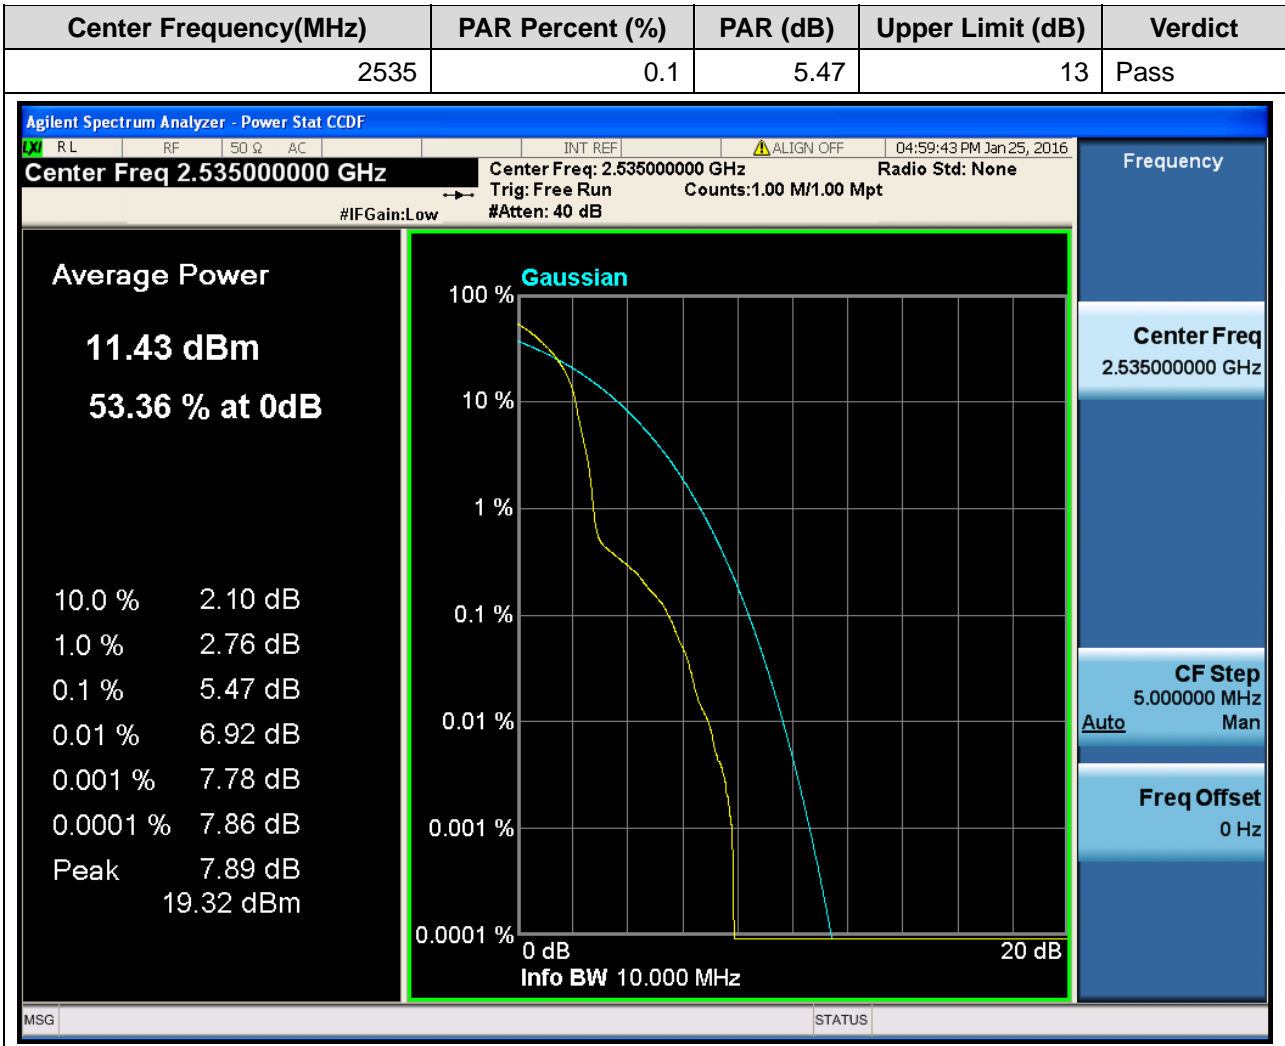 Center Frequency(MHz) PAR Percent (%) PAR (dB) Upper Limit (dB) Verdict
2535 0.1 5.47 13 Pass
Agilent Spectrum Analyzer - Power Stat CCDF
LXI RL RF 50 Ω AC INT REF ALIGN OFF 04:59:43 PM Jan 25, 2016
Center Freq 2.535000000 GHz
Center Freq: 2.535000000 GHz Radio Std: None
Trig: Free Run Counts:1.00 M/1.00 Mpt
#IFGain:Low #Atten: 40 dB
Average Power
11.43 dBm
53.36 % at 0dB
10.0 % 2.10 dB
1.0 % 2.76 dB
0.1 % 5.47 dB
0.01 % 6.92 dB
0.001 % 7.78 dB
0.0001 % 7.86 dB
Peak 7.89 dB
19.32 dBm
Gaussian
100 %
10 %
1 %
0.1 %
0.01 %
0.001 %
0.0001 %
0 dB 20 dB
Info BW 10.000 MHz
Frequency
Center Freq
2.535000000 GHz
CF Step
5.000000 MHz
Auto Man
Freq Offset
0 Hz
MSG STATUS